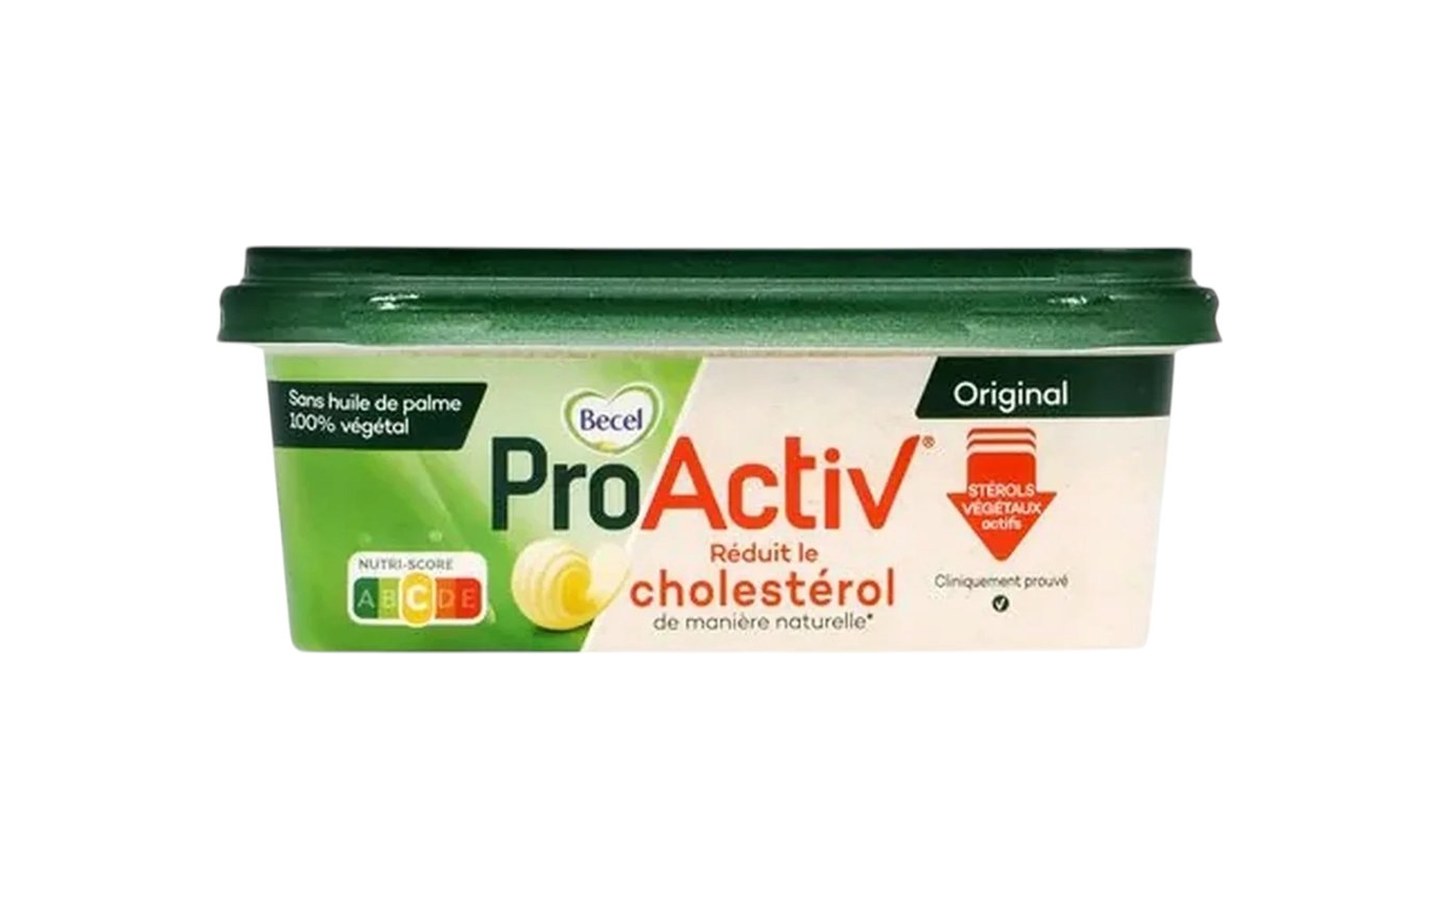 Sans huile de palme
100% végétal
Becel
ProActiv®
Original
STÉROLS
VÉGÉTAUX
actifs
Cliniquement prouvé
Réduit le
cholestérol
de manière naturelle*
NUTRI-SCORE
A B C D E